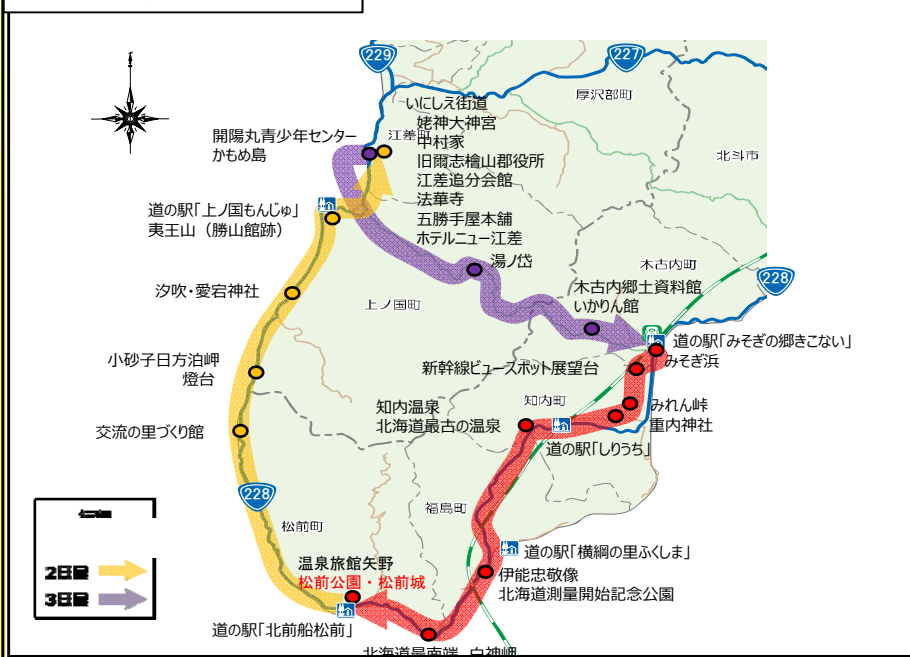 229
227
厚沢部町
いにしえ街道
姥神大神宮
開陽丸青少年センター
かもめ島
江差町
中村家
旧爾志檜山郡役所
江差追分会館
法華寺
五勝手屋本舗
ホテルニュー江差
北斗市
道の駅「上ノ国もんじゅ」
夷王山（勝山館跡）
湯ノ岱
木古内町
228
汐吹・愛宕神社
上ノ国町
木古内郷土資料館
いかりん館
道の駅「みそぎの郷きこない」
みそぎ浜
小砂子日方泊岬
燈台
新幹線ビュースポット展望台
知内町
知内温泉
北海道最古の温泉
みれん峠
重内神社
交流の里づくり館
道の駅「しりうち」
228
福島町
松前町
道の駅「横綱の里ふくしま」
温泉旅館矢野
松前公園・松前城
伊能忠敬像
北海道測量開始記念公園
2日目
3日目
道の駅「北前船松前」
北海道最南端 白神岬